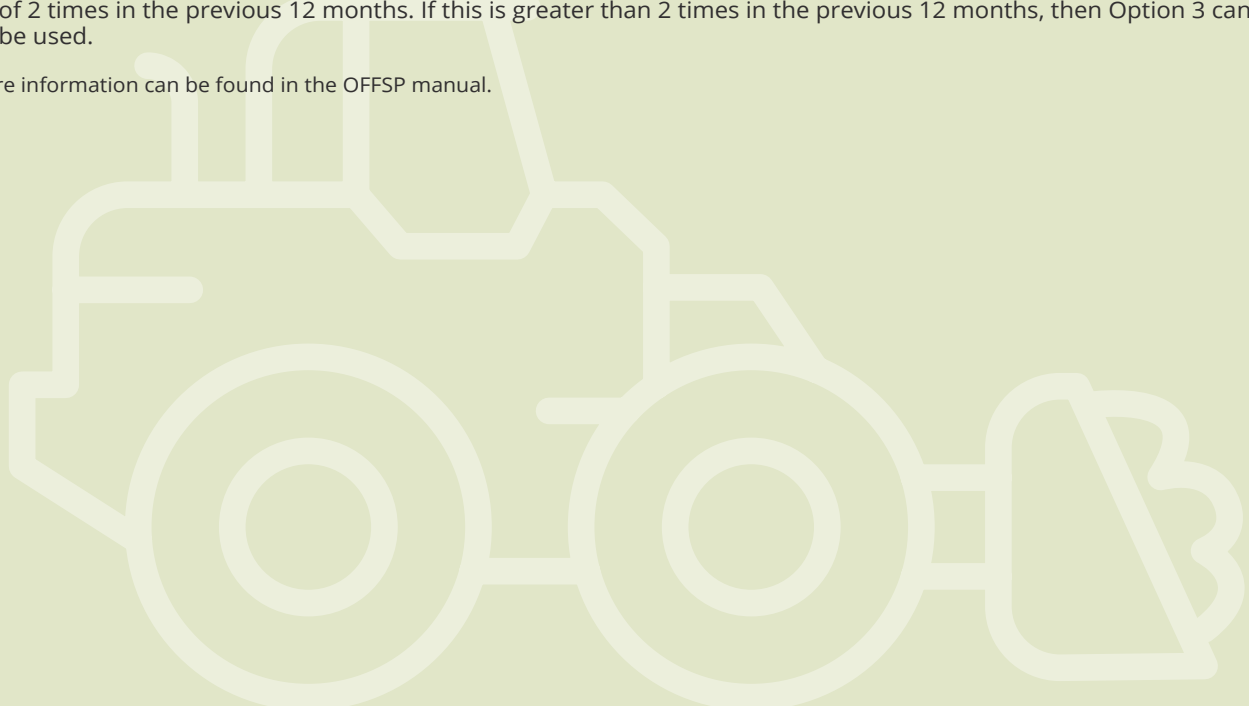 of 2 times in the previous 12 months. If this is greater than 2 times in the previous 12 months, then Option 3 can
be used.
re information can be found in the OFFSP manual.